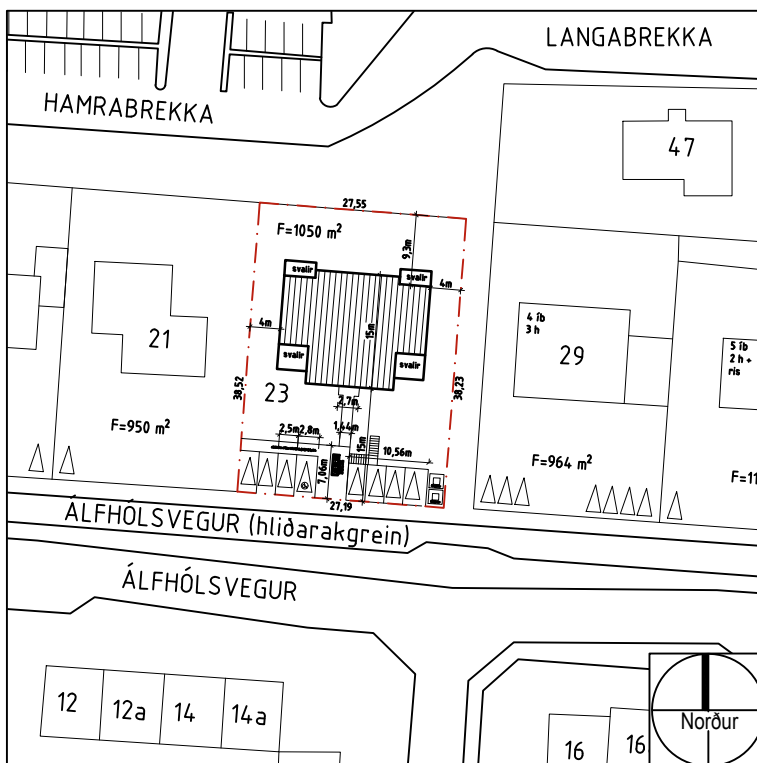 LANGABREKKA
HAMRABREKKA
47
27,55
F=1050 m²
9,3m
svalir
svalir
4m
4m
15m
21
4 íb
3 h
29
5 íb
2 h +
ris
svalir
svalir
38,52
23
38,23
2,7m
F=950 m²
2,5m
2,8m
1,44m
15m
10,56m
7,06m
F=964 m²
F=11
27,19
ÁLFHÓLSVEGUR (hliðarakgrein)
ÁLFHÓLSVEGUR
12
12a
14
14a
16
16
Norður